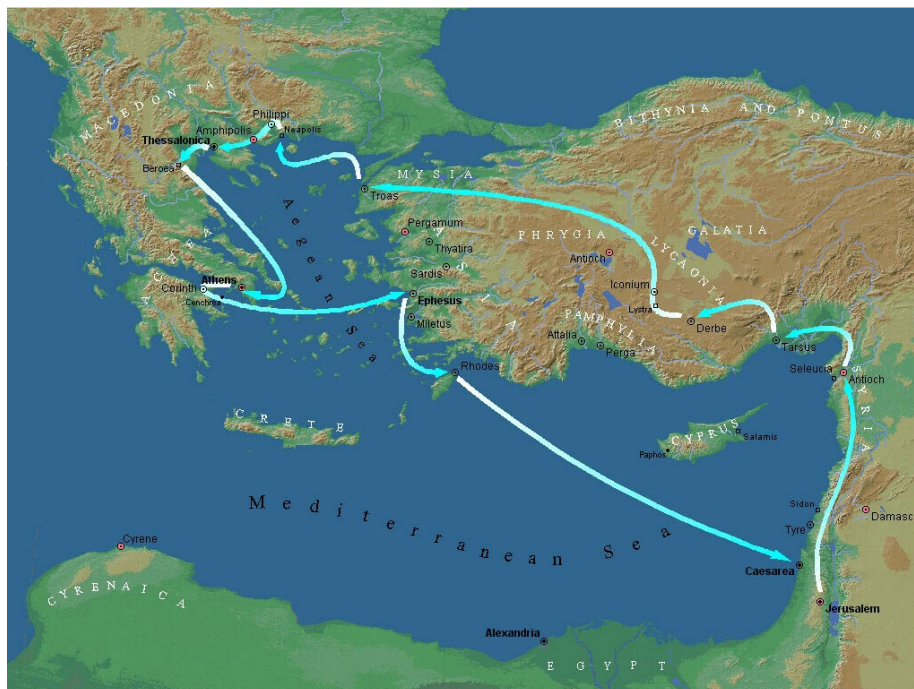 MACEDONIA
Philippi
Amphipolis
Neapolis
Thessalonica
Beroea
BITHYNIA AND PONTUS
MYSIA
Troas
Aegean Sea
ASIA
Pergamum
Thyatira
PHRYGIA
GALATIA
LYCAONIA
Antioch
Sardis
ACHAEA
Athens
Corinth
Cenchrea
Ephesus
Iconium
Lystra
Derbe
Miletus
PAMPHYLIA
Attalia
Perga
Tarsus
Rhodes
Seleucia
Antioch
SYRIA
CRETE
CYPRUS
Salamis
Paphos
Mediterranean Sea
Sidon
Damasc
Tyre
Cyrene
Caesarea
CYRENAICA
Jerusalem
Alexandria
EGYPT